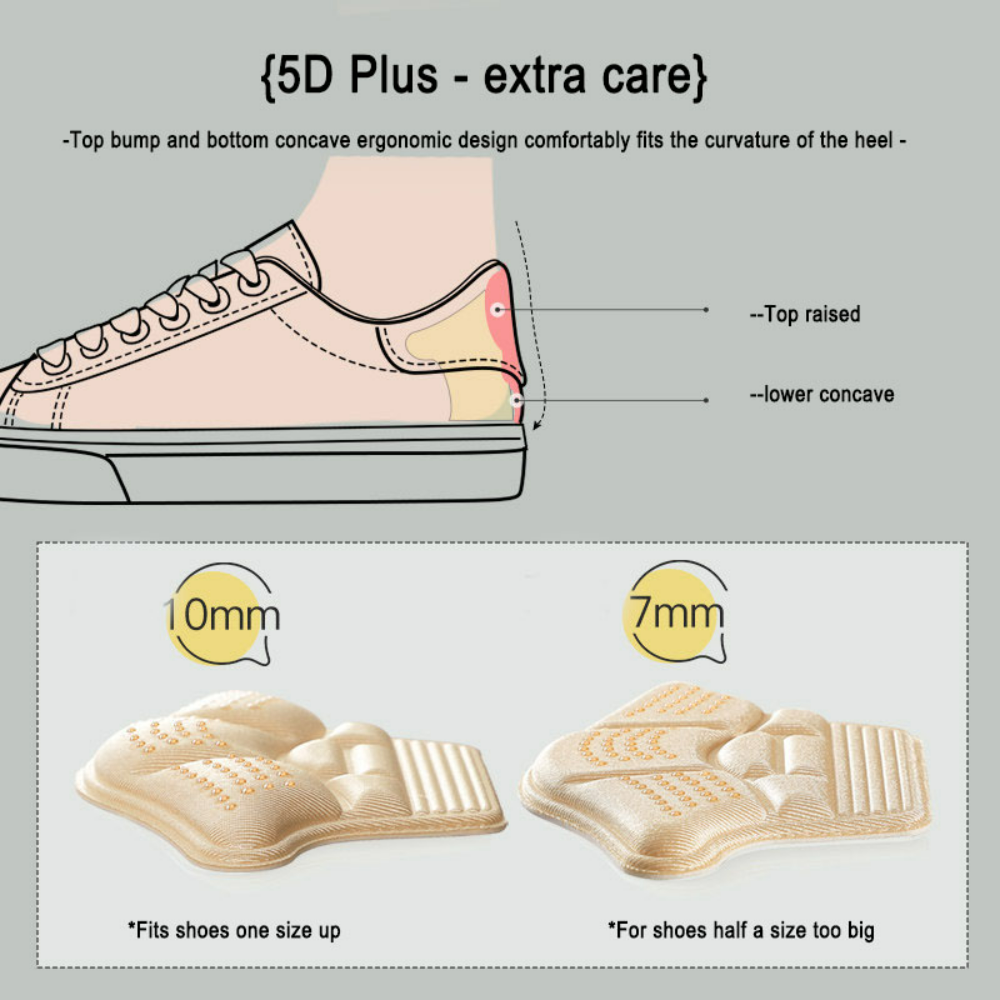 {5D Plus - extra care}
-Top bump and bottom concave ergonomic design comfortably fits the curvature of the heel -
--Top raised
--lower concave
10mm
7mm
*Fits shoes one size up
*For shoes half a size too big